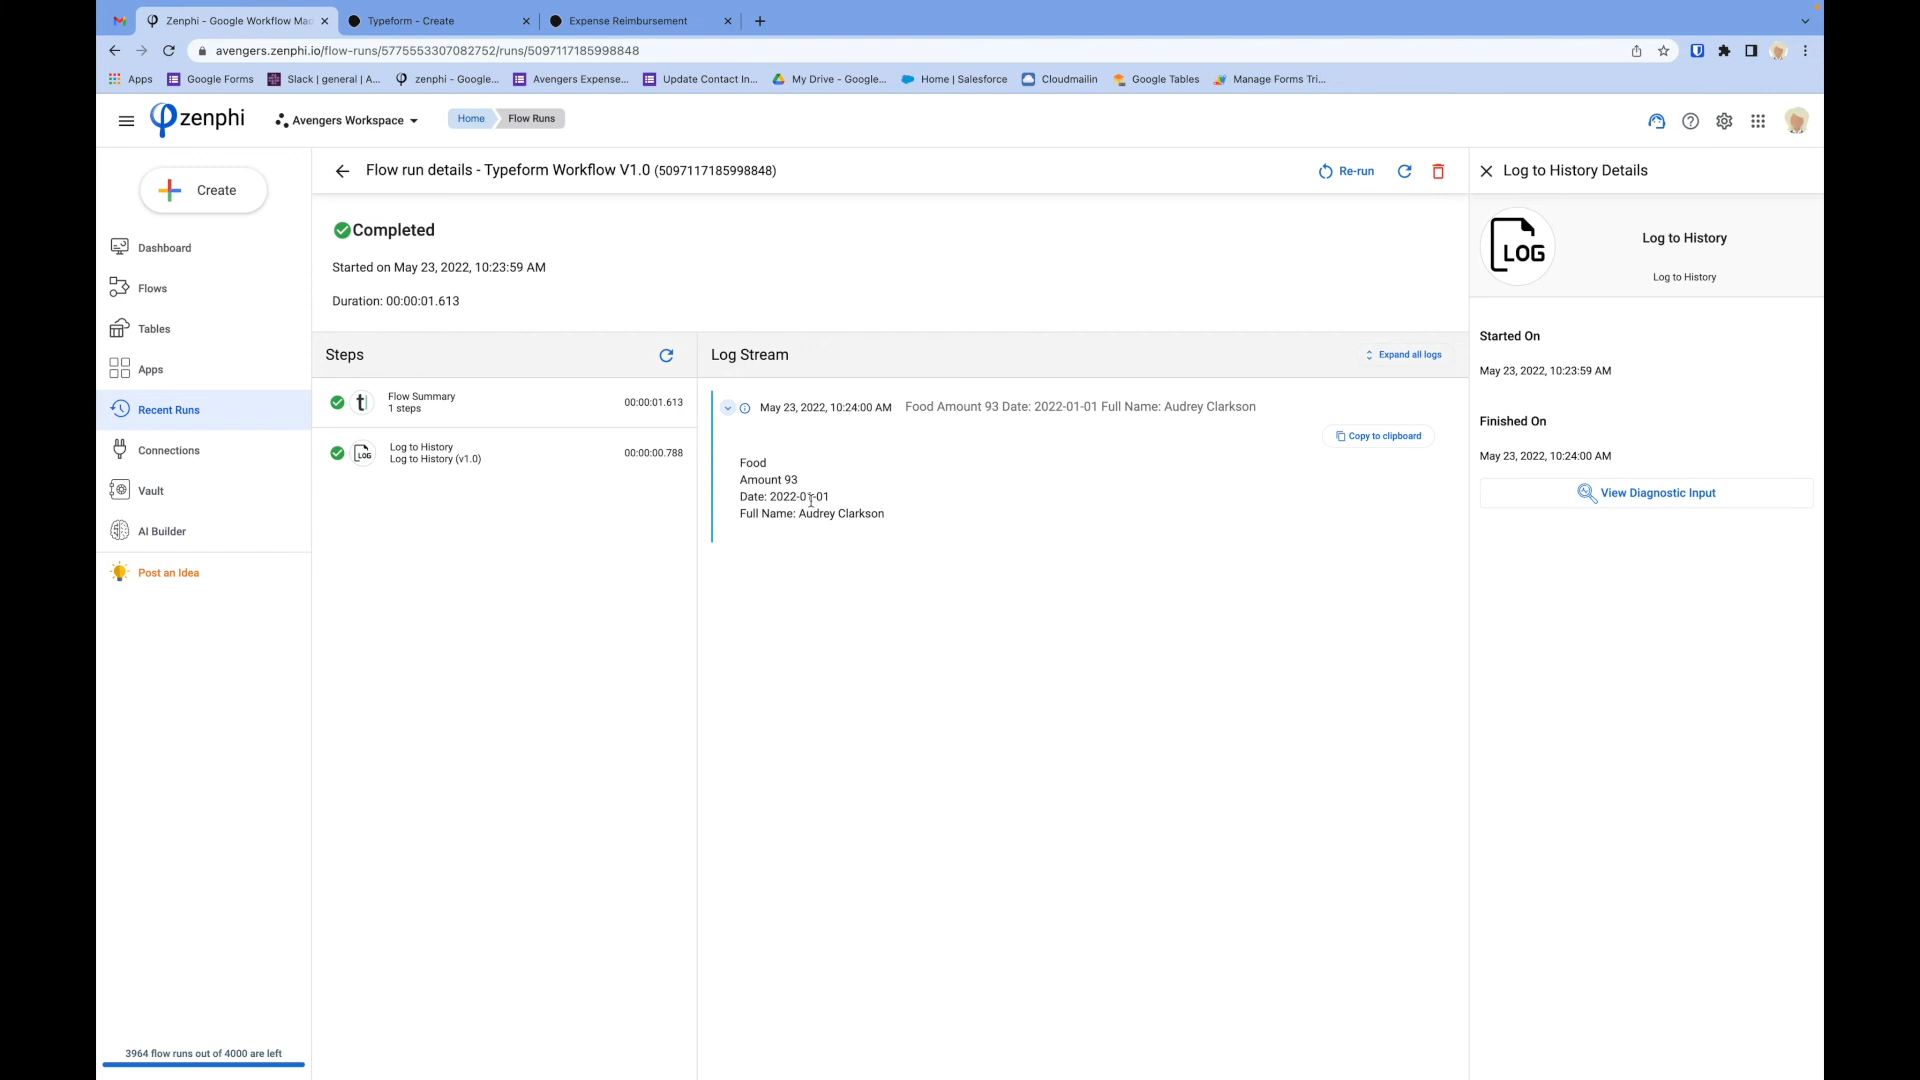 Zenphi - Google Workflow Mad
Typeform - Create
Expense Reimbursement
avengers.zenphi.io/flow-runs/5775553307082752/runs/5097117185998848
Apps
Google Forms
Slack | general | A...
zenphi - Google...
Avengers Expense...
Update Contact In...
My Drive - Google...
Home | Salesforce
Cloudmailin
Google Tables
Manage Forms Tri...
zenphi
Avengers Workspace
Home
Flow Runs
Create
Dashboard
Flows
Tables
Apps
Recent Runs
Connections
Vault
AI Builder
Post an Idea
3964 flow runs out of 4000 are left
Flow run details - Typeform Workflow V1.0 (5097117185998848)
Re-run
Completed
Started on May 23, 2022, 10:23:59 AM
Duration: 00:00:01.613
Steps
Flow Summary
1 steps
00:00:01.613
LOG
Log to History
Log to History (v1.0)
00:00:00.788
Log Stream
Expand all logs
May 23, 2022, 10:24:00 AM
Food Amount 93 Date: 2022-01-01 Full Name: Audrey Clarkson
Copy to clipboard
Food
Amount 93
Date: 2022-01-01
Full Name: Audrey Clarkson
Log to History Details
LOG
Log to History
Log to History
Started On
May 23, 2022, 10:23:59 AM
Finished On
May 23, 2022, 10:24:00 AM
View Diagnostic Input